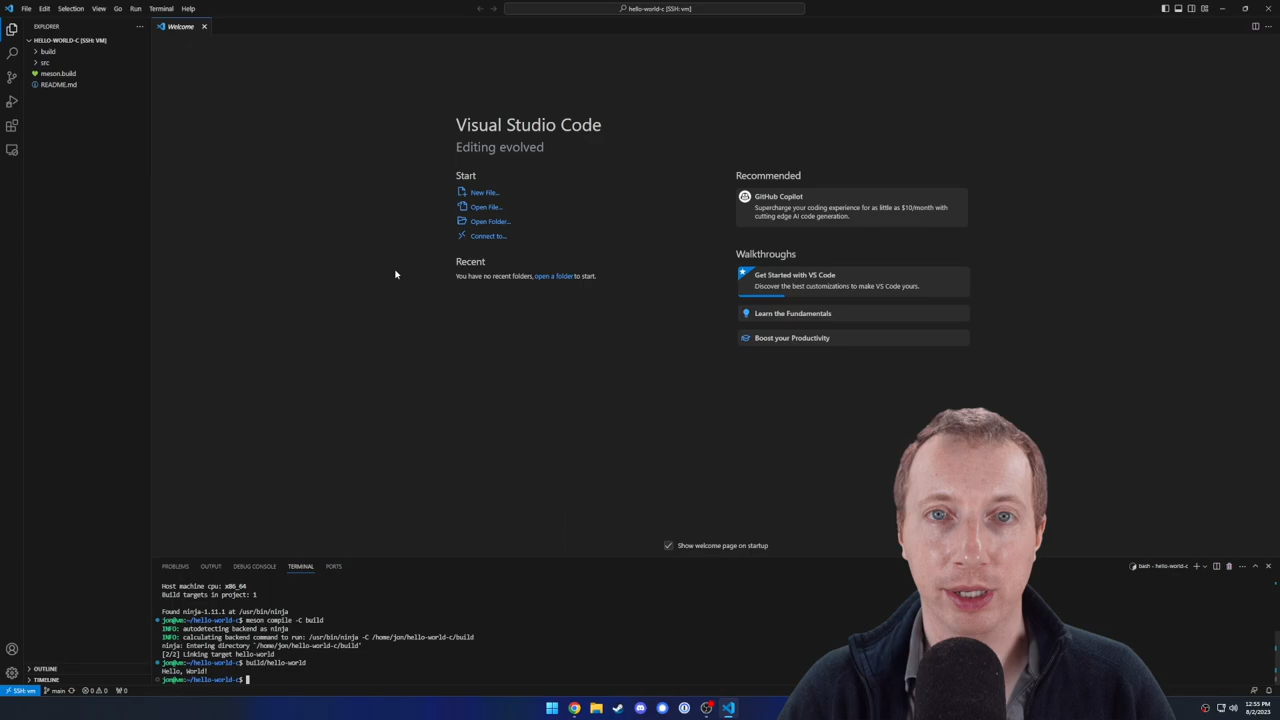 File Edit Selection View Go Run Terminal Help
hello-world-c [SSH: vm]
EXPLORER
Welcome
HELLO-WORLD-C [SSH: VM]
build
src
meson.build
README.md
Visual Studio Code
Editing evolved
Start
New File...
Open File...
Open Folder...
Connect to...
Recent
You have no recent folders, open a folder to start.
Recommended
GitHub Copilot
Supercharge your coding experience for as little as $10/month with
cutting edge AI code generation.
Walkthroughs
Get Started with VS Code
Discover the best customizations to make VS Code yours.
Learn the Fundamentals
Boost your Productivity
Show welcome page on startup
PROBLEMS OUTPUT DEBUG CONSOLE TERMINAL PORTS
bash - hello-world-c
Host machine cpu: x86_64
Build targets in project: 1
Found ninja-1.11.1 at /usr/bin/ninja
jon@vm:~/hello-world-c$ meson compile -C build
INFO: autodetecting backend as ninja
INFO: calculating backend command to run: /usr/bin/ninja -C /home/jon/hello-world-c/build
ninja: Entering directory `/home/jon/hello-world-c/build'
[2/2] Linking target hello-world
jon@vm:~/hello-world-c$ build/hello-world
Hello, World!
jon@vm:~/hello-world-c$
OUTLINE
TIMELINE
SSH: vm main 0 0 0
12:55 PM
8/2/2023